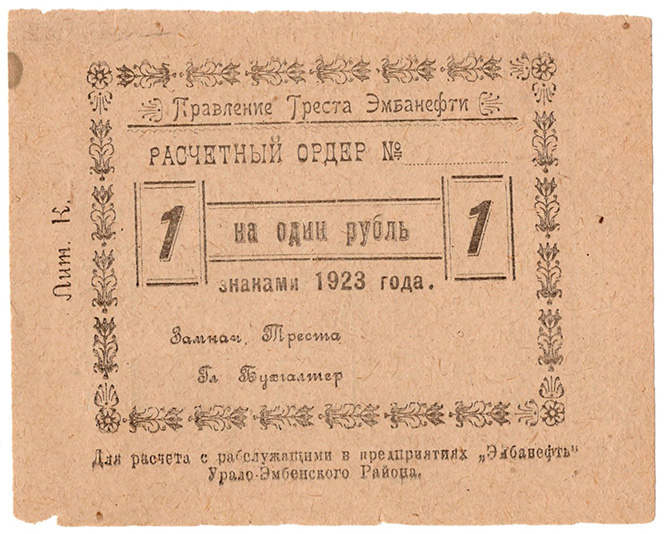 Правление Треста Эмбанефти
РАСЧЕТНЫЙ ОРДЕР №
1
на один рубль
1
знаками 1923 года.
Лит. К.
Замнач. Треста
Гл Бухгалтер
Для расчета с рабслужащими в предприятиях „Эмбанефть“
Урало-Эмбенского Района.